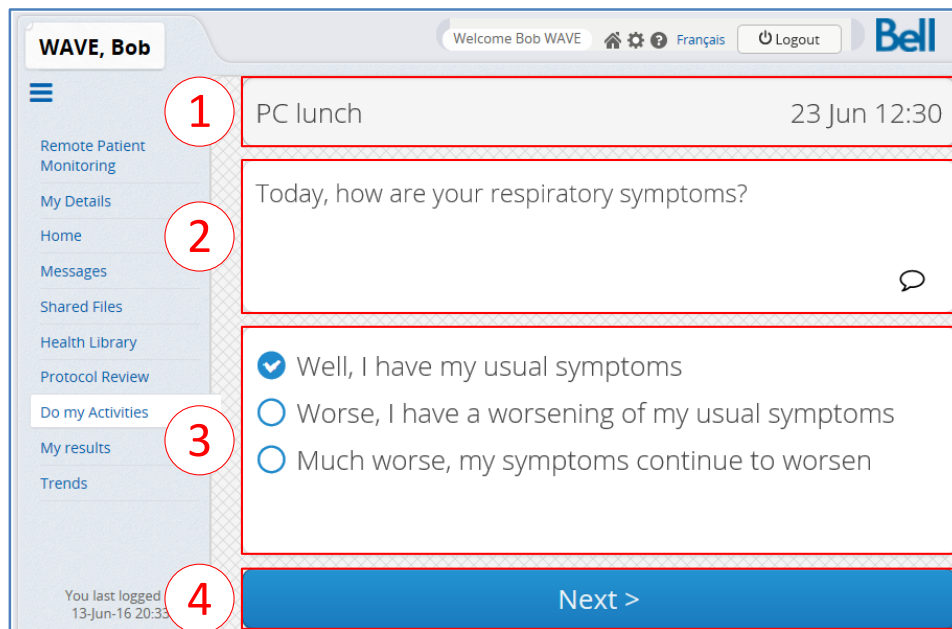 WAVE, Bob
Welcome Bob WAVE
Français
Logout
Bell
Remote Patient
Monitoring
My Details
Home
Messages
Shared Files
Health Library
Protocol Review
Do my Activities
My results
Trends
You last logged
13-Jun-16 20:33
1
PC lunch 23 Jun 12:30
2
Today, how are your respiratory symptoms?
3
Well, I have my usual symptoms
Worse, I have a worsening of my usual symptoms
Much worse, my symptoms continue to worsen
4
Next >